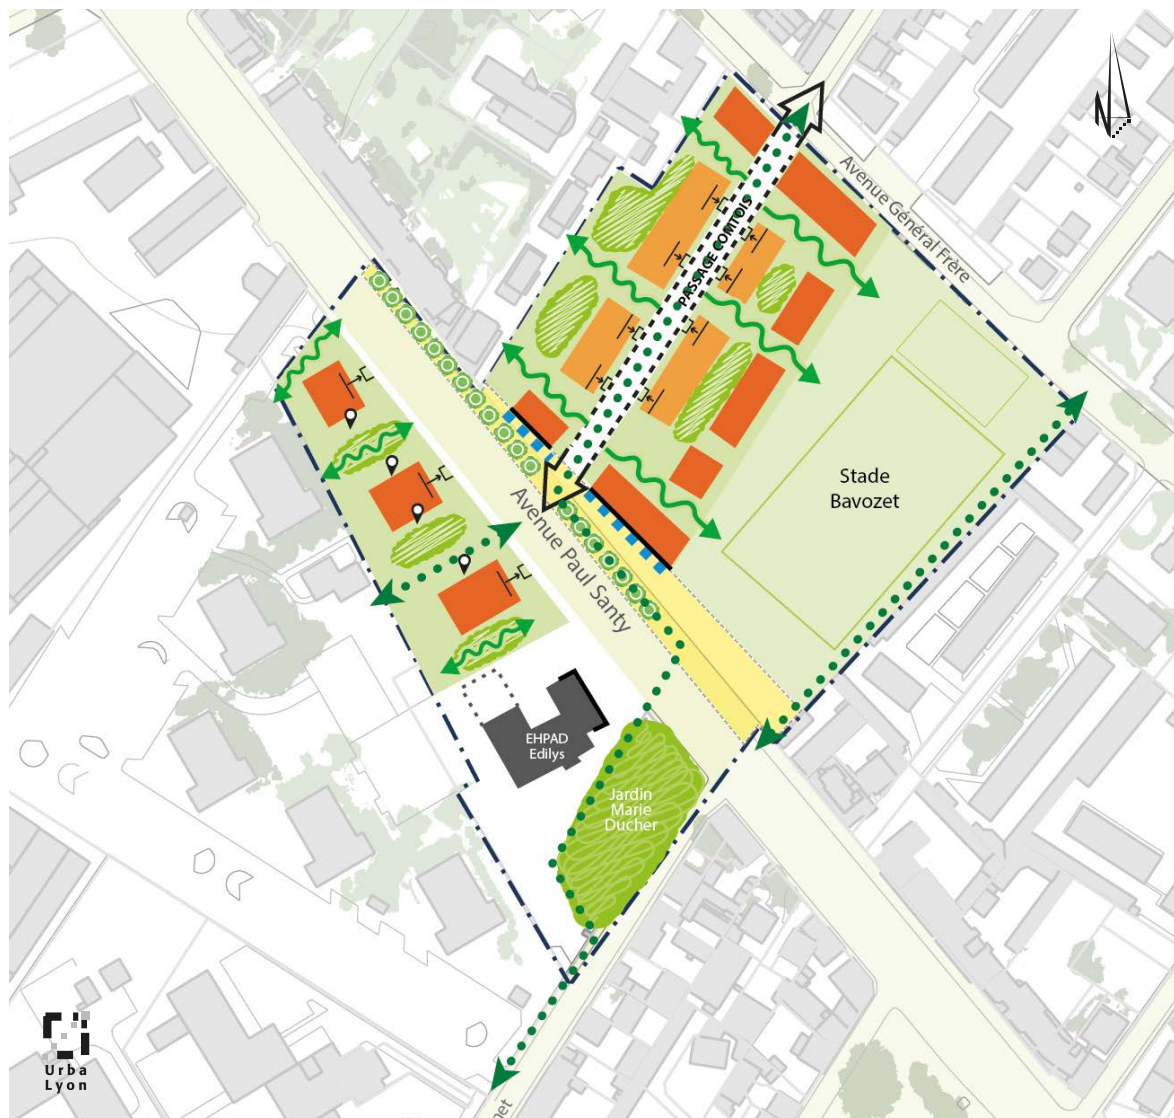 N
Avenue Général Frère
PASSAGE COMTOIS
Stade
Bavozet
Avenue Paul Santy
EHPAD
Edilys
Jardin
Marie
Ducher
Urba
Lyon